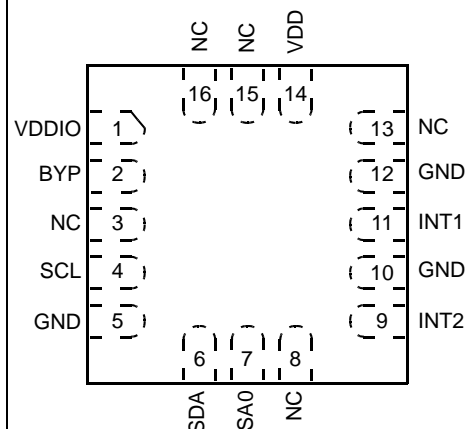 NC NC VDD
16 15 14
VDDIO 1 13 NC
BYP 2 12 GND
NC 3 11 INT1
SCL 4 10 GND
GND 5 9 INT2
6 7 8
SDA SA0 NC